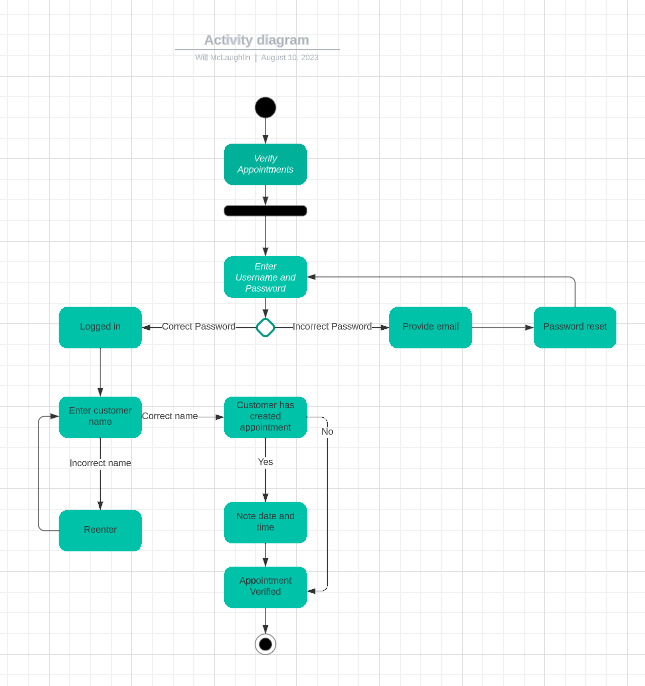 Activity diagram
Will McLaughlin | August 10, 2023
Verify
Appointments
Enter
Username and
Password
Logged in
Correct Password
Incorrect Password
Provide email
Password reset
Enter customer
name
Correct name
Customer has
created
appointment
No
Incorrect name
Yes
Reenter
Note date and
time
Appointment
Verified